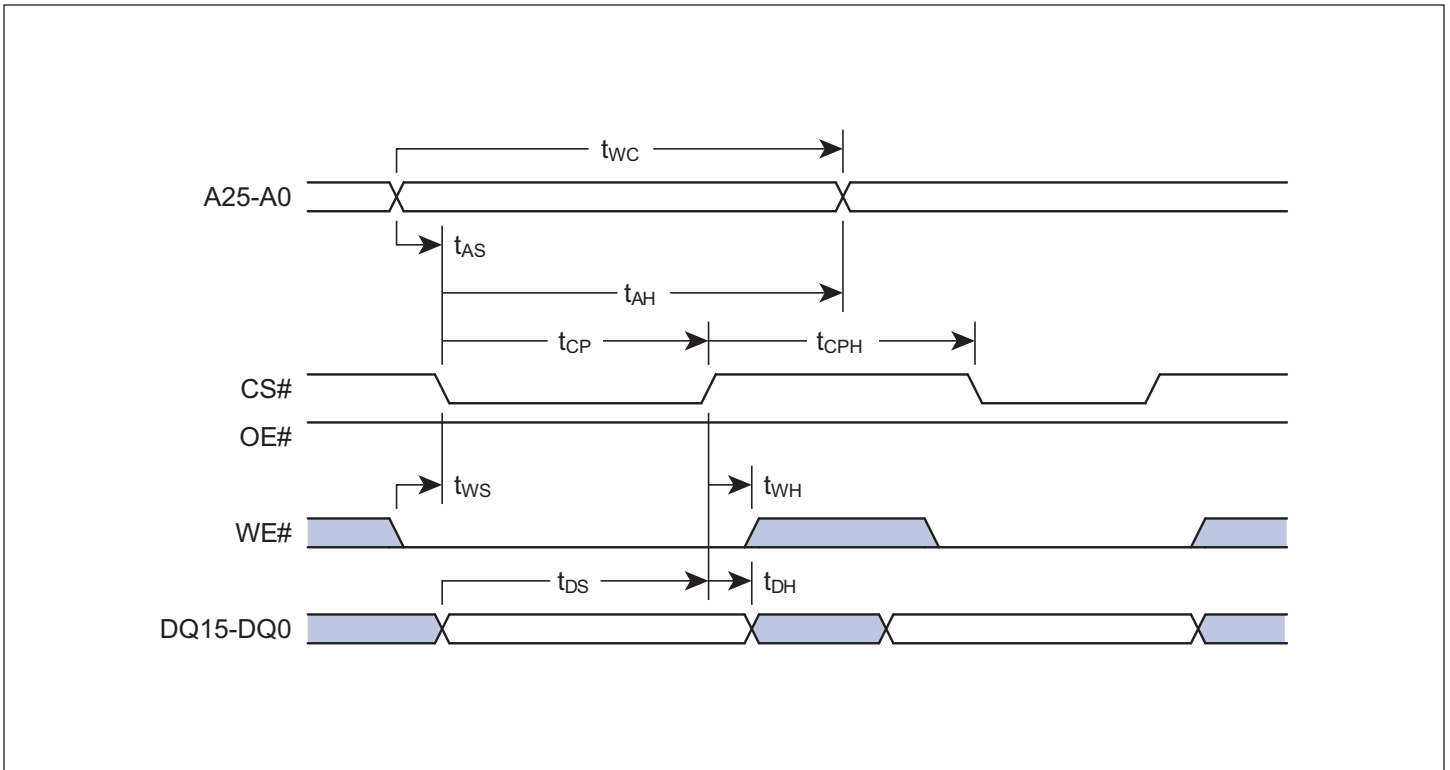 tWC
A25-A0
tAS
tAH
tCP
tCPH
CS#
OE#
tWS
tWH
WE#
tDS
tDH
DQ15-DQ0